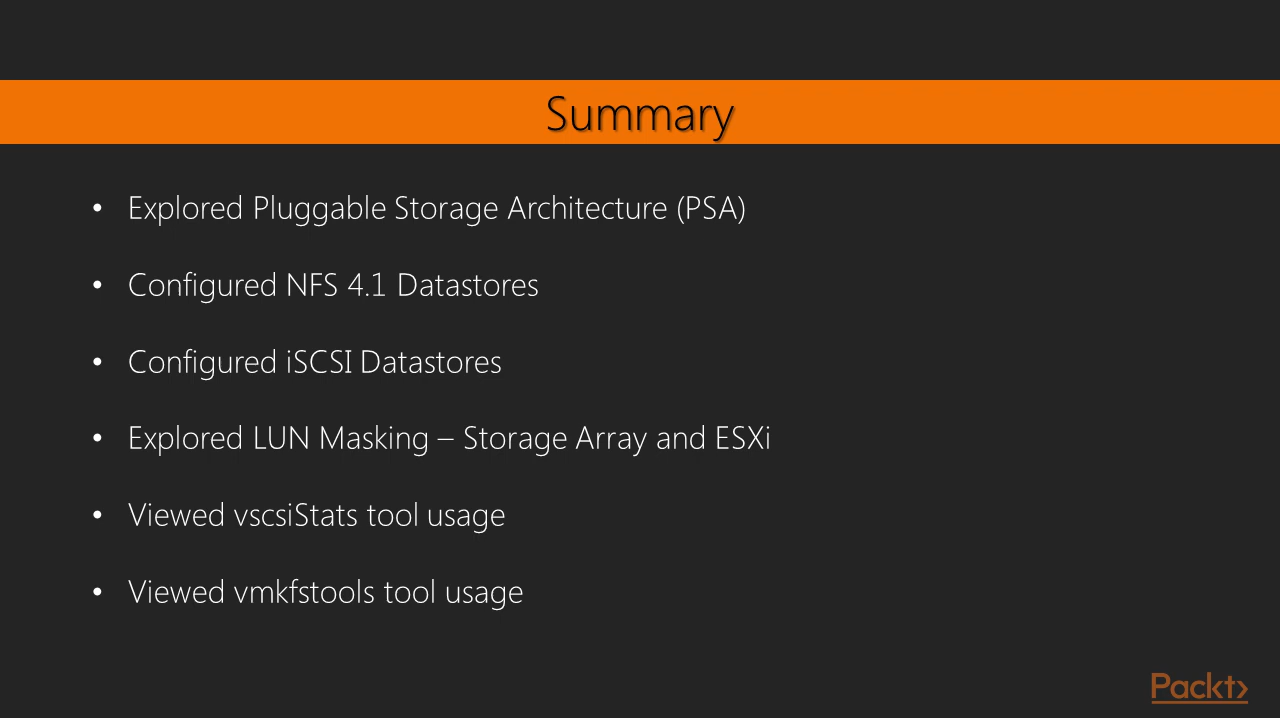 Summary
• Explored Pluggable Storage Architecture (PSA)
• Configured NFS 4.1 Datastores
• Configured iSCSI Datastores
• Explored LUN Masking – Storage Array and ESXi
• Viewed vscsiStats tool usage
• Viewed vmkfstools tool usage
Packt>